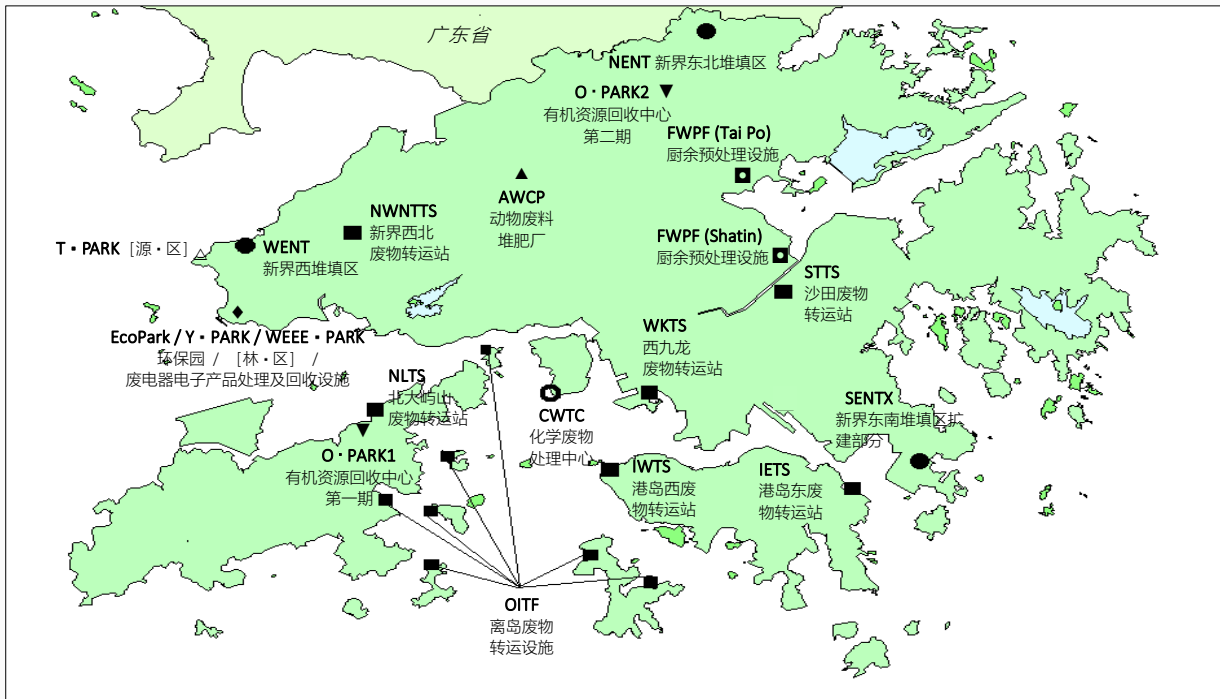 广东省
NENT 新界东北堆填区
O · PARK2
有机资源回收中心
第二期
FWPF (Tai Po)
厨余预处理设施
AWCP
动物废料
堆肥厂
NWNTTS
新界西北
废物转运站
T · PARK [源 · 区]
WENT
新界西堆填区
FWPF (Shatin)
厨余预处理设施
STTS
沙田废物
转运站
EcoPark / Y · PARK / WEEE · PARK
环保园 / [林 · 区] /
废电器电子产品处理及回收设施
WKTS
西九龙
废物转运站
NLTS
北大屿山
废物转运站
CWTC
化学废物
处理中心
SENTX
新界东南堆填区扩
建部分
O · PARK1
有机资源回收中心
第一期
IWTS
港岛西废
物转运站
IETS
港岛东废
物转运站
OITF
离岛废物
转运设施